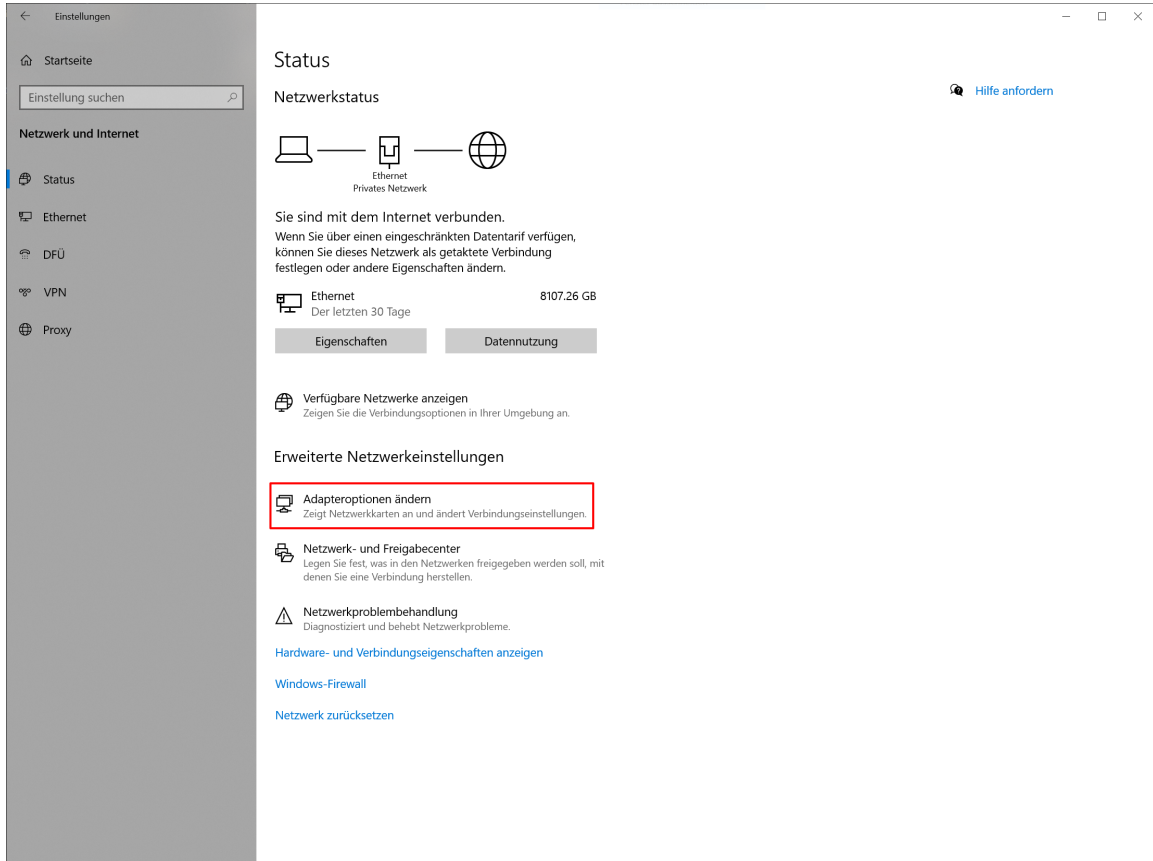 Einstellungen
Startseite
Einstellung suchen
Netzwerk und Internet
Status
Ethernet
DFÜ
VPN
Proxy
Status
Netzwerkstatus
Ethernet
Privates Netzwerk
Sie sind mit dem Internet verbunden.
Wenn Sie über einen eingeschränkten Datentarif verfügen,
können Sie dieses Netzwerk als getaktete Verbindung
festlegen oder andere Eigenschaften ändern.
Ethernet 8107.26 GB
Der letzten 30 Tage
Eigenschaften Datennutzung
Verfügbare Netzwerke anzeigen
Zeigen Sie die Verbindungsoptionen in Ihrer Umgebung an.
Erweiterte Netzwerkeinstellungen
Adapteroptionen ändern
Zeigt Netzwerkkarten an und ändert Verbindungseinstellungen.
Netzwerk- und Freigabecenter
Legen Sie fest, was in den Netzwerken freigegeben werden soll, mit
denen Sie eine Verbindung herstellen.
Netzwerkproblembehandlung
Diagnostiziert und behebt Netzwerkprobleme.
Hardware- und Verbindungseigenschaften anzeigen
Windows-Firewall
Netzwerk zurücksetzen
Hilfe anfordern